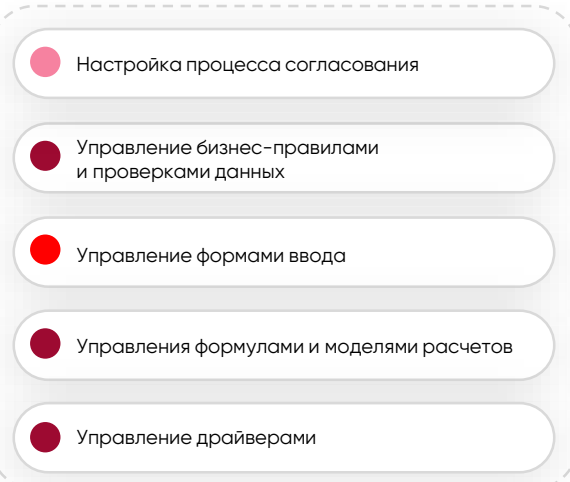 Настройка процесса согласования
Управление бизнес-правилами
и проверками данных
Управление формами ввода
Управления формулами и моделями расчетов
Управление драйверами